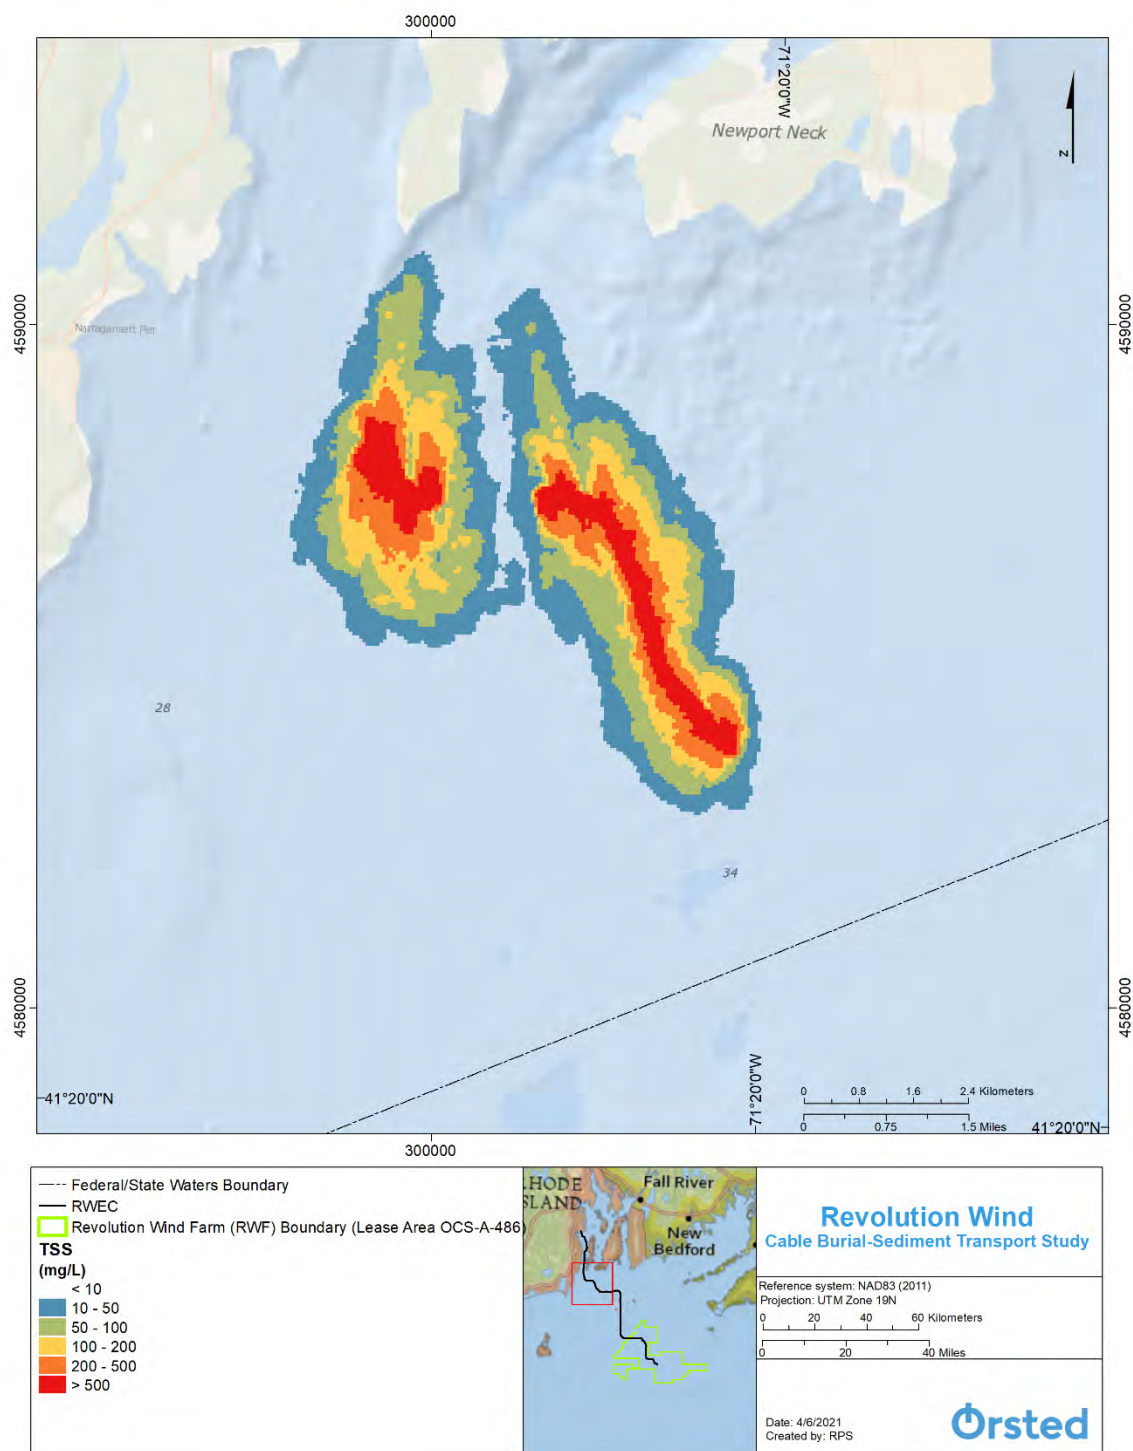 300000
71°20'0"W
Newport Neck
z
4590000
4590000
Narragansett Pier
28
34
4580000
4580000
71°20'0"W
41°20'0"N
0 0.8 1.6 2.4 Kilometers
0 0.75 1.5 Miles
41°20'0"N
300000
Federal/State Waters Boundary
RWEC
Revolution Wind Farm (RWF) Boundary (Lease Area OCS-A-486)
TSS
(mg/L)
< 10
10 - 50
50 - 100
100 - 200
200 - 500
> 500
HODE
SLAND
Fall River
New
Bedford
Revolution Wind
Cable Burial-Sediment Transport Study
Reference system: NAD83 (2011)
Projection: UTM Zone 19N
0 20 40 60 Kilometers
0 20 40 Miles
Date: 4/6/2021
Created by: RPS
Ørsted